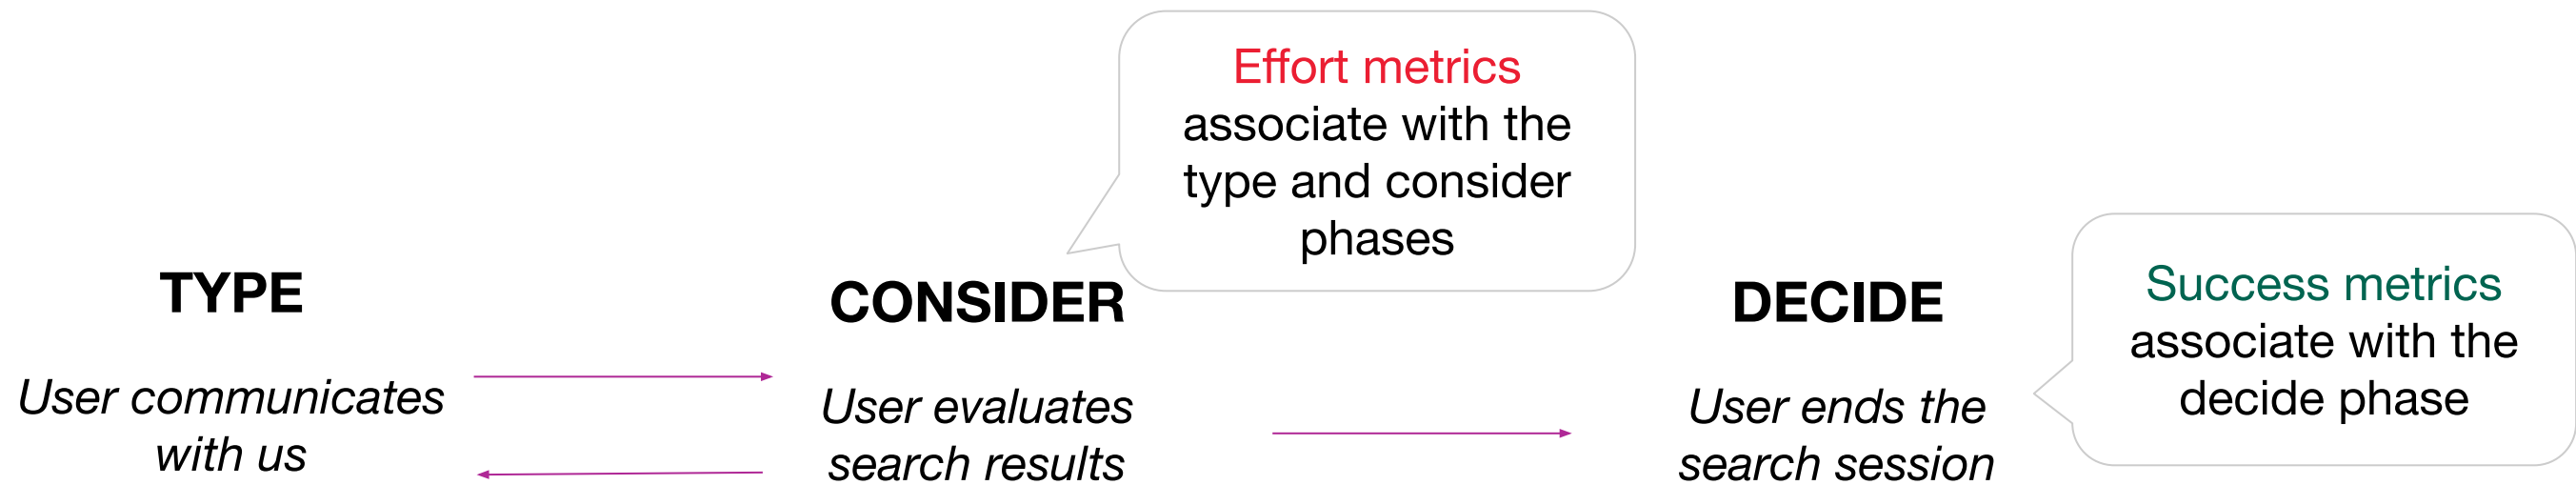 Effort metrics
associate with the
type and consider
phases
TYPE
User communicates
with us
CONSIDER
User evaluates
search results
DECIDE
User ends the
search session
Success metrics
associate with the
decide phase